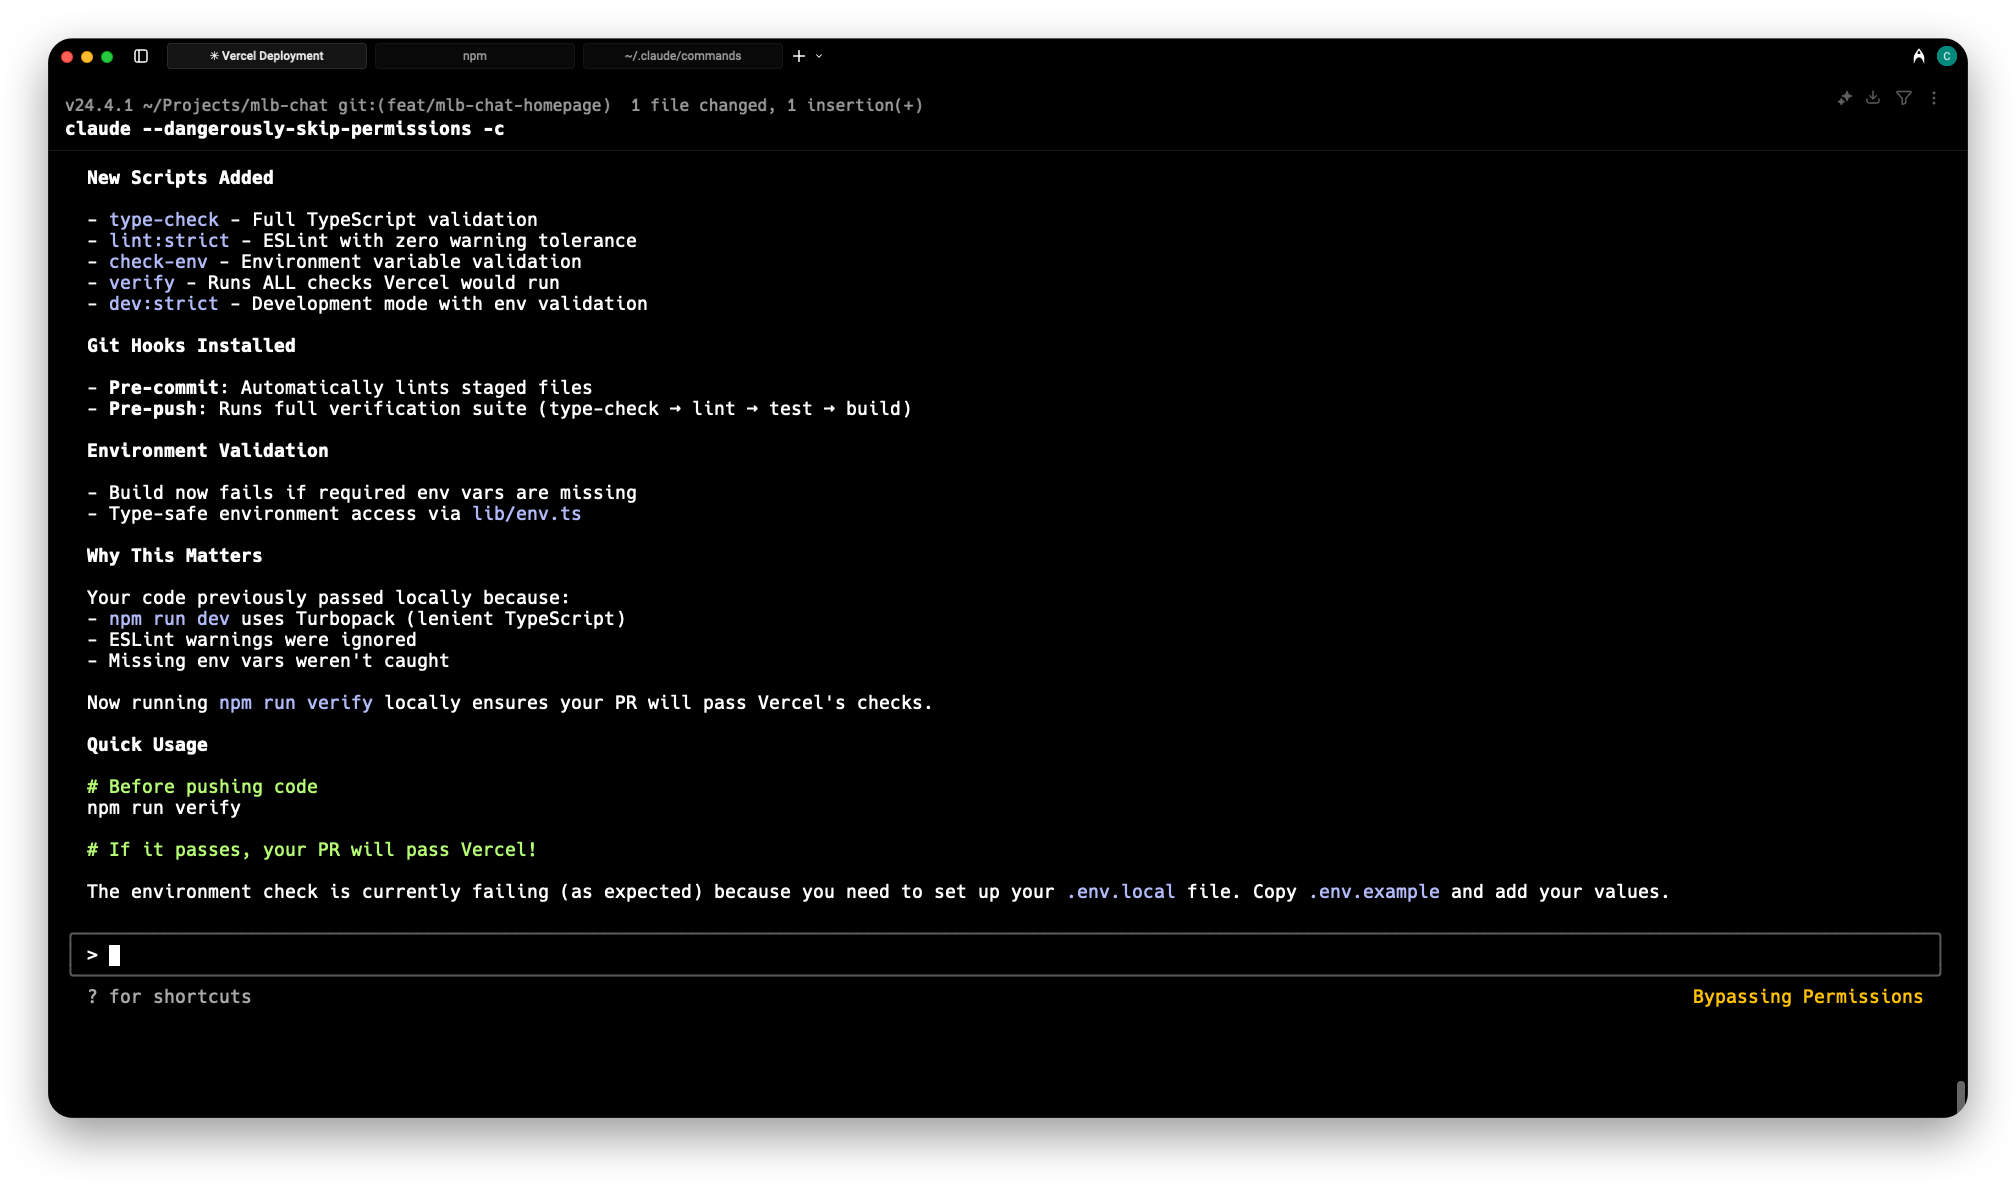 ✳ Vercel Deployment
npm
~/.claude/commands
C
v24.4.1 ~/Projects/mlb-chat git:(feat/mlb-chat-homepage)  1 file changed, 1 insertion(+)
claude --dangerously-skip-permissions -c
New Scripts Added
- type-check - Full TypeScript validation
- lint:strict - ESLint with zero warning tolerance
- check-env - Environment variable validation
- verify - Runs ALL checks Vercel would run
- dev:strict - Development mode with env validation
Git Hooks Installed
- Pre-commit: Automatically lints staged files
- Pre-push: Runs full verification suite (type-check → lint → test → build)
Environment Validation
- Build now fails if required env vars are missing
- Type-safe environment access via lib/env.ts
Why This Matters
Your code previously passed locally because:
- npm run dev uses Turbopack (lenient TypeScript)
- ESLint warnings were ignored
- Missing env vars weren't caught
Now running npm run verify locally ensures your PR will pass Vercel's checks.
Quick Usage
# Before pushing code
npm run verify
# If it passes, your PR will pass Vercel!
The environment check is currently failing (as expected) because you need to set up your .env.local file. Copy .env.example and add your values.
>
? for shortcuts
Bypassing Permissions